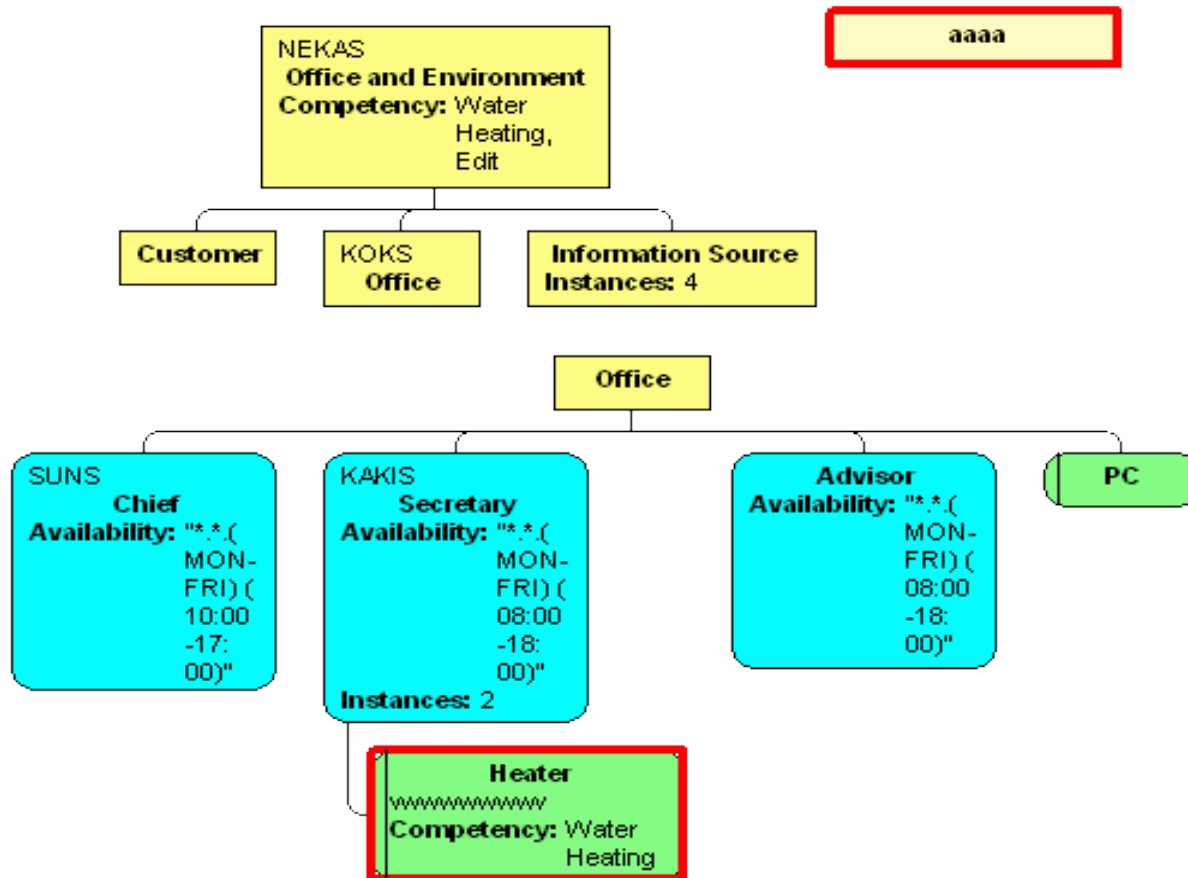 aaaa
NEKAS
Office and Environment
Competency: Water
Heating,
Edit
Customer
KOKS
Office
Information Source
Instances: 4
Office
SUNS
Chief
Availability: "*.*.(
MON-
FRI) (
10:00
-17:
00)"
KAKIS
Secretary
Availability: "*.*.(
MON-
FRI) (
08:00
-18:
00)"
Instances: 2
Advisor
Availability: "*.*.(
MON-
FRI) (
08:00
-18:
00)"
PC
Heater
Competency: Water
Heating